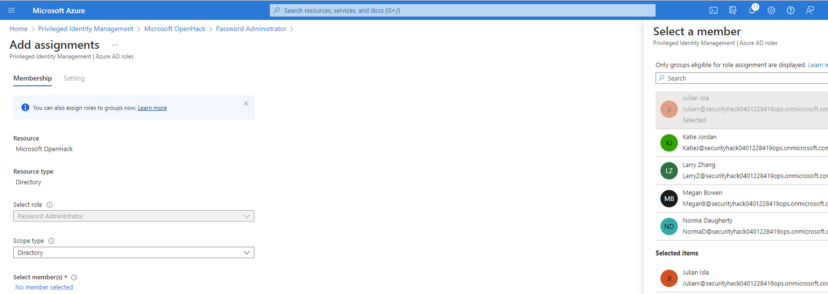 Microsoft Azure
Search resources, services, and docs (G+/)
11
Home > Privileged Identity Management > Microsoft OpenHack > Password Administrator >
Add assignments ...
Privileged Identity Management | Azure AD roles
Membership Setting
You can also assign roles to groups now. Learn more
Resource
Microsoft OpenHack
Resource type
Directory
Select role
Password Administrator
Scope type
Directory
Select member(s) *
No member selected
Select a member
Privileged Identity Management | Azure AD roles
Only groups eligible for role assignment are displayed. Learn m
Search
JI
Julian Isla
JulianI@securityhack0401228419ops.onmicrosoft.com
Selected
KJ
Katie Jordan
KatieJ@securityhack0401228419ops.onmicrosoft.com
LZ
Larry Zhang
LarryZ@securityhack0401228419ops.onmicrosoft.com
MB
Megan Bowen
MeganB@securityhack0401228419ops.onmicrosoft.co
ND
Norma Daugherty
NormaD@securityhack0401228419ops.onmicrosoft.co
Selected items
JI
Julian Isla
JulianI@securityhack0401228419ops.onmicrosoft.com